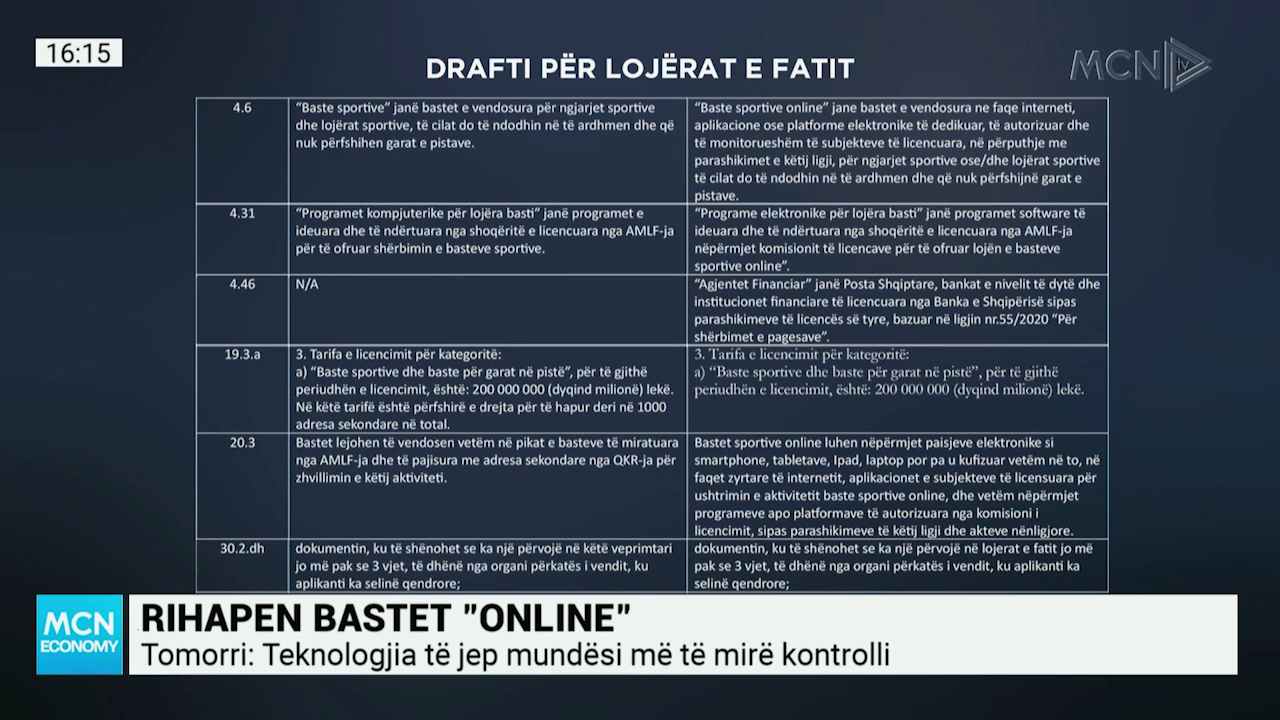 16:15
DRAFTI PËR LOJËRAT E FATIT
MCN TV
4.6
“Baste sportive” janë bastet e vendosura për ngjarjet sportive
dhe lojërat sportive, të cilat do të ndodhin në të ardhmen dhe që
nuk përfshihen garat e pistave.
“Baste sportive online” jane bastet e vendosura ne faqe interneti,
aplikacione ose platforme elektronike të dedikuar, të autorizuar dhe
të monitorueshëm të subjekteve të licencuara, në përputhje me
parashikimet e këtij ligji, për ngjarjet sportive ose/dhe lojërat sportive
të cilat do të ndodhin në të ardhmen dhe që nuk përfshijnë garat e
pistave.
4.31
“Programet kompjuterike për lojëra basti” janë programet e
ideuara dhe të ndërtuara nga shoqëritë e licencuara nga AMLF-ja
për të ofruar shërbimin e basteve sportive.
“Programe elektronike për lojëra basti” janë programet software të
ideuara dhe të ndërtuara nga shoqëritë e licencuara nga AMLF-ja
nëpërmjet komisionit të licencave për të ofruar lojën e basteve
sportive online”.
4.46
N/A
“Agjentet Financiar” janë Posta Shqiptare, bankat e nivelit të dytë dhe
institucionet financiare të licencuara nga Banka e Shqipërisë sipas
parashikimeve të licencës së tyre, bazuar në ligjin nr.55/2020 “Për
shërbimet e pagesave”.
19.3.a
3. Tarifa e licencimit për kategoritë:
a) “Baste sportive dhe baste për garat në pistë”, për të gjithë
periudhën e licencimit, është: 200 000 000 (dyqind milionë) lekë.
Në këtë tarifë është përfshirë e drejta për të hapur deri në 1000
adresa sekondare në total.
3. Tarifa e licencimit për kategoritë:
a) “Baste sportive dhe baste për garat në pistë”, për të gjithë
periudhën e licencimit, është: 200 000 000 (dyqind milionë) lekë.
20.3
Bastet lejohen të vendosen vetëm në pikat e basteve të miratuara
nga AMLF-ja dhe të pajisura me adresa sekondare nga QKR-ja për
zhvillimin e këtij aktiviteti.
Bastet sportive online luhen nëpërmjet paisjeve elektronike si
smartphone, tabletave, Ipad, laptop por pa u kufizuar vetëm në to, në
faqet zyrtare të internetit, aplikacionet e subjekteve të licensuara për
ushtrimin e aktivitetit baste sportive online, dhe vetëm nëpërmjet
programeve apo platformave të autorizuara nga komisioni i
licencimit, sipas parashikimeve të këtij ligji dhe akteve nënligjore.
30.2.dh
dokumentin, ku të shënohet se ka një përvojë në këtë veprimtari
jo më pak se 3 vjet, të dhënë nga organi përkatës i vendit, ku
aplikanti ka selinë qendrore;
dokumentin, ku të shënohet se ka një përvojë në lojerat e fatit jo më
pak se 3 vjet, të dhënë nga organi përkatës i vendit, ku aplikanti ka
selinë qendrore;
MCN
ECONOMY
RIHAPEN BASTET "ONLINE"
Tomorri: Teknologjia të jep mundësi më të mirë kontrolli